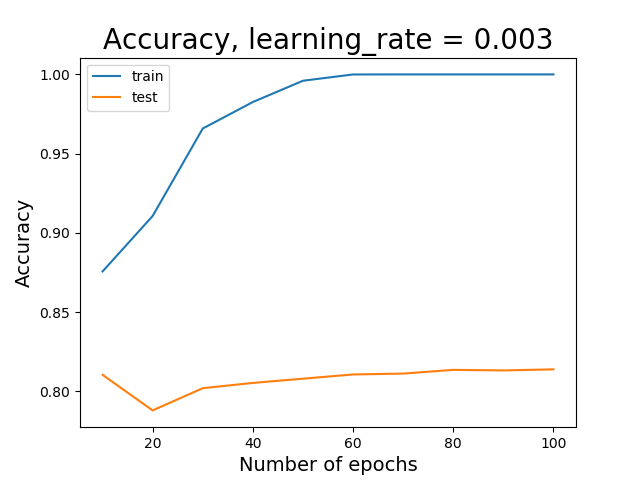 Accuracy, learning_rate = 0.003
train
test
1.00
0.95
0.90
0.85
0.80
Accuracy
20 40 60 80 100
Number of epochs